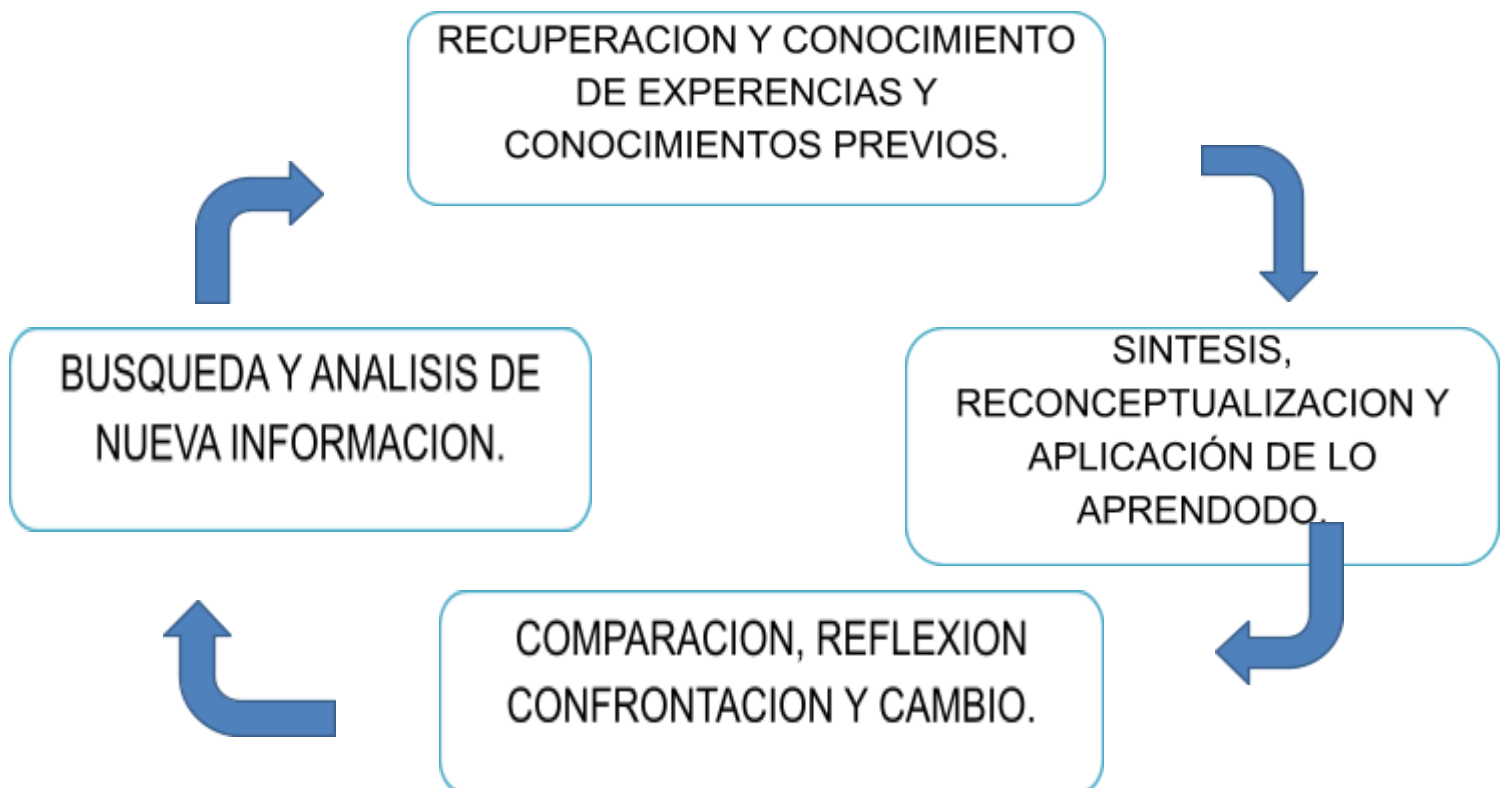 RECUPERACION Y CONOCIMIENTO
DE EXPERENCIAS Y
CONOCIMIENTOS PREVIOS.
BUSQUEDA Y ANALISIS DE
NUEVA INFORMACION.
SINTESIS,
RECONCEPTUALIZACION Y
APLICACIÓN DE LO
APRENDODO.
COMPARACION, REFLEXION
CONFRONTACION Y CAMBIO.